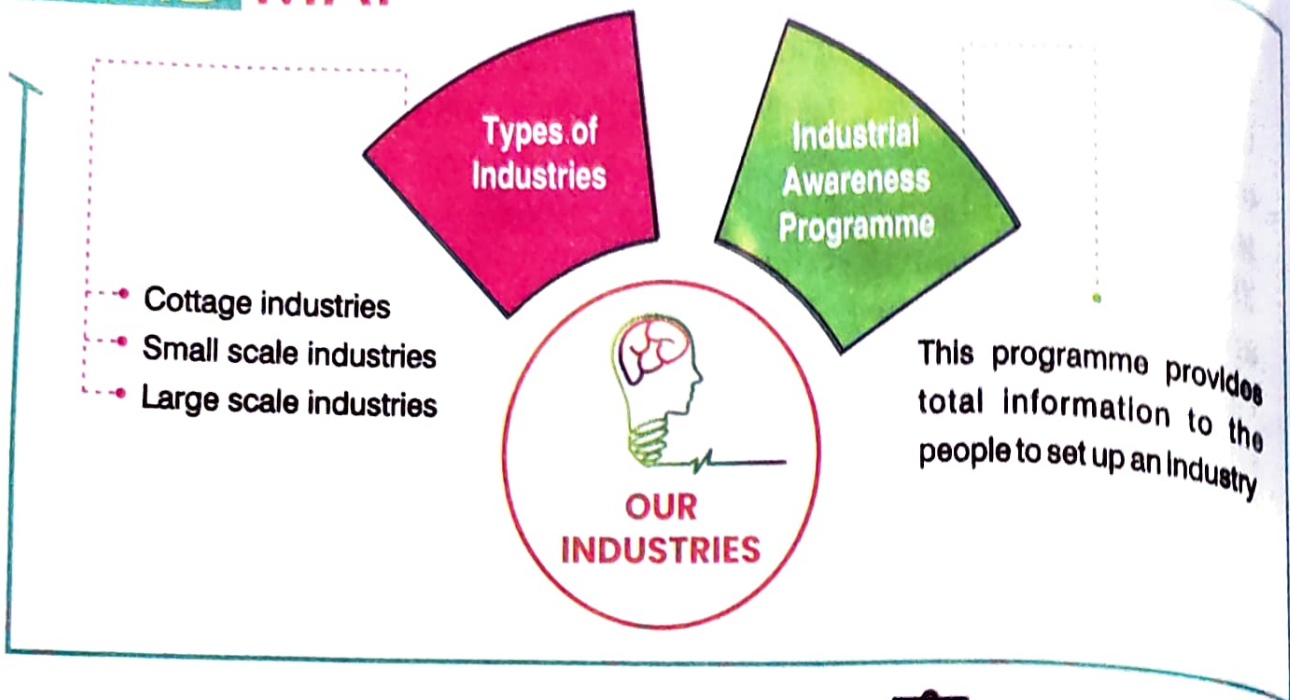 MAP
Types of
Industries
Industrial
Awareness
Programme
Cottage industries
Small scale industries
Large scale industries
This programme provides
total information to the
people to set up an industry
OUR
INDUSTRIES